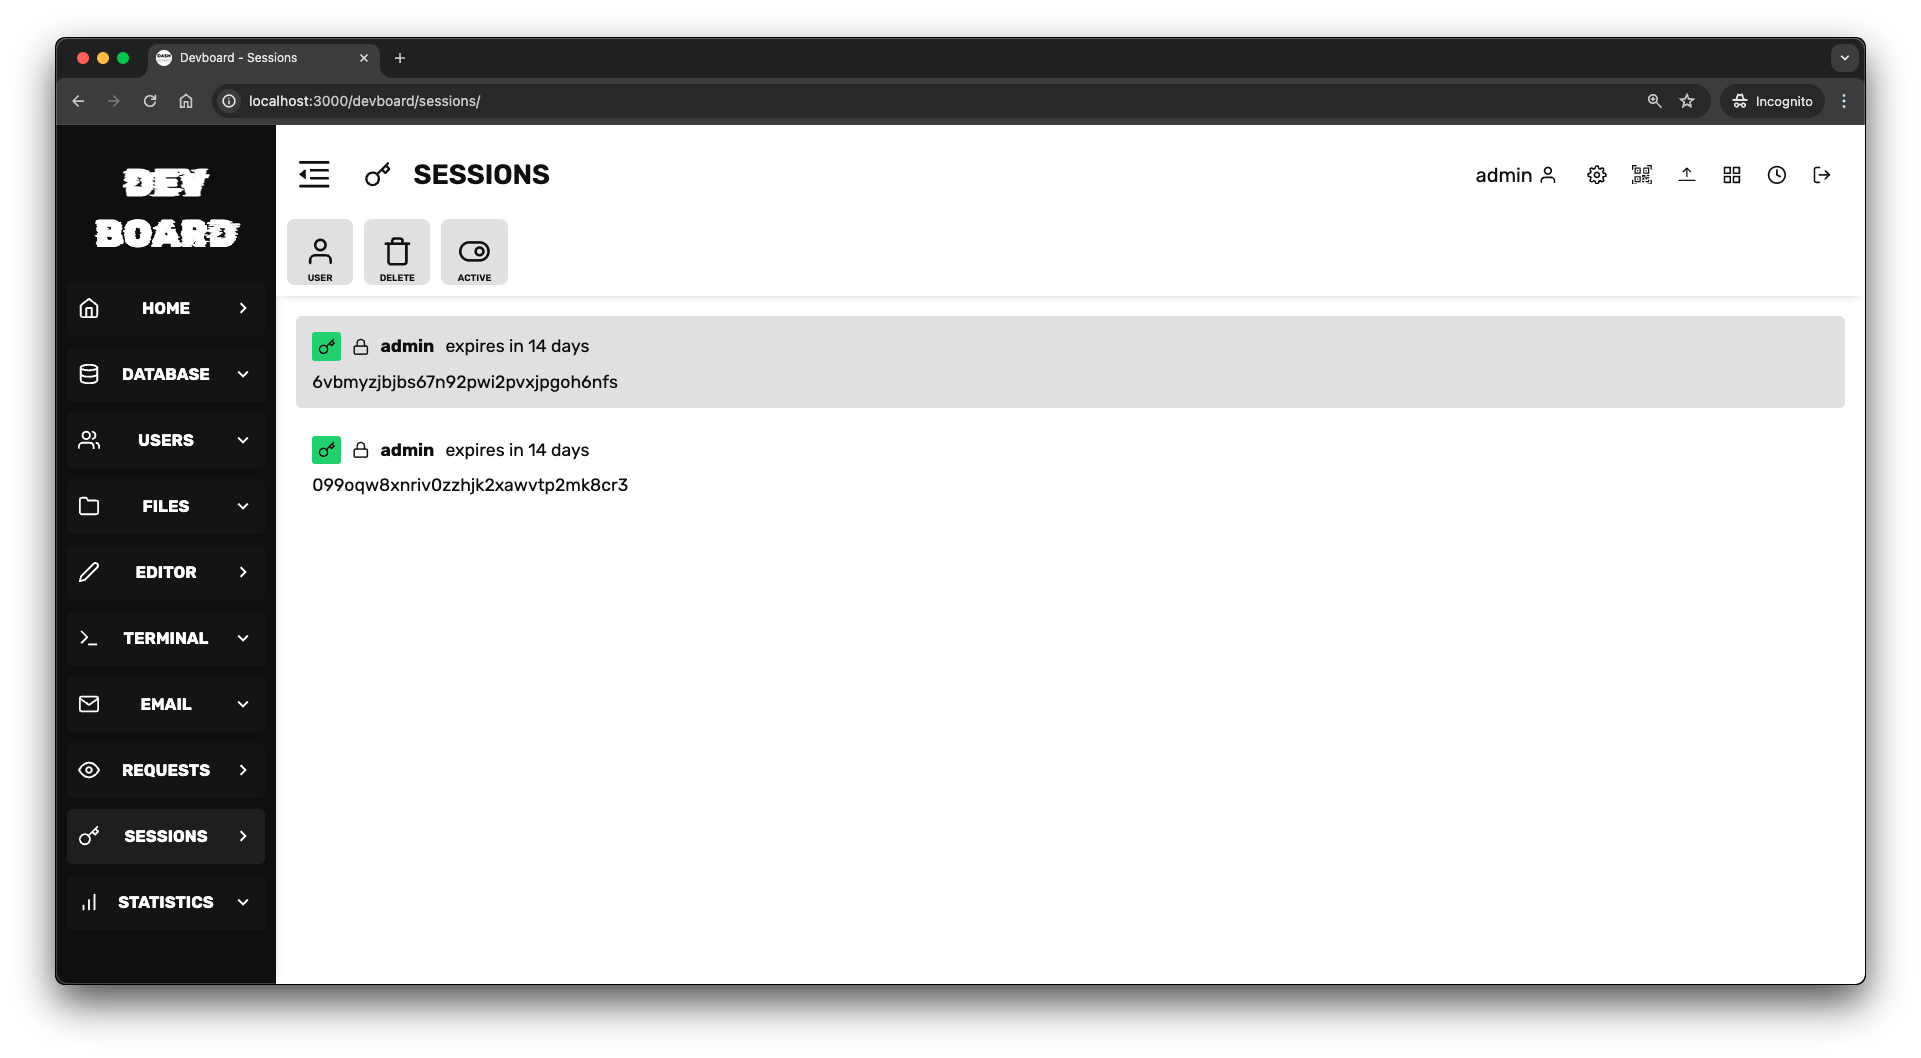 Devboard - Sessions
localhost:3000/devboard/sessions/
Incognito
DEV
BOARD
SESSIONS
admin
USER
DELETE
ACTIVE
HOME
DATABASE
USERS
FILES
EDITOR
TERMINAL
EMAIL
REQUESTS
SESSIONS
STATISTICS
admin expires in 14 days
6vbmyzjbjbs67n92pwi2pvxjpgoh6nfs
admin expires in 14 days
099oqw8xnriv0zzhjk2xawvtp2mk8cr3